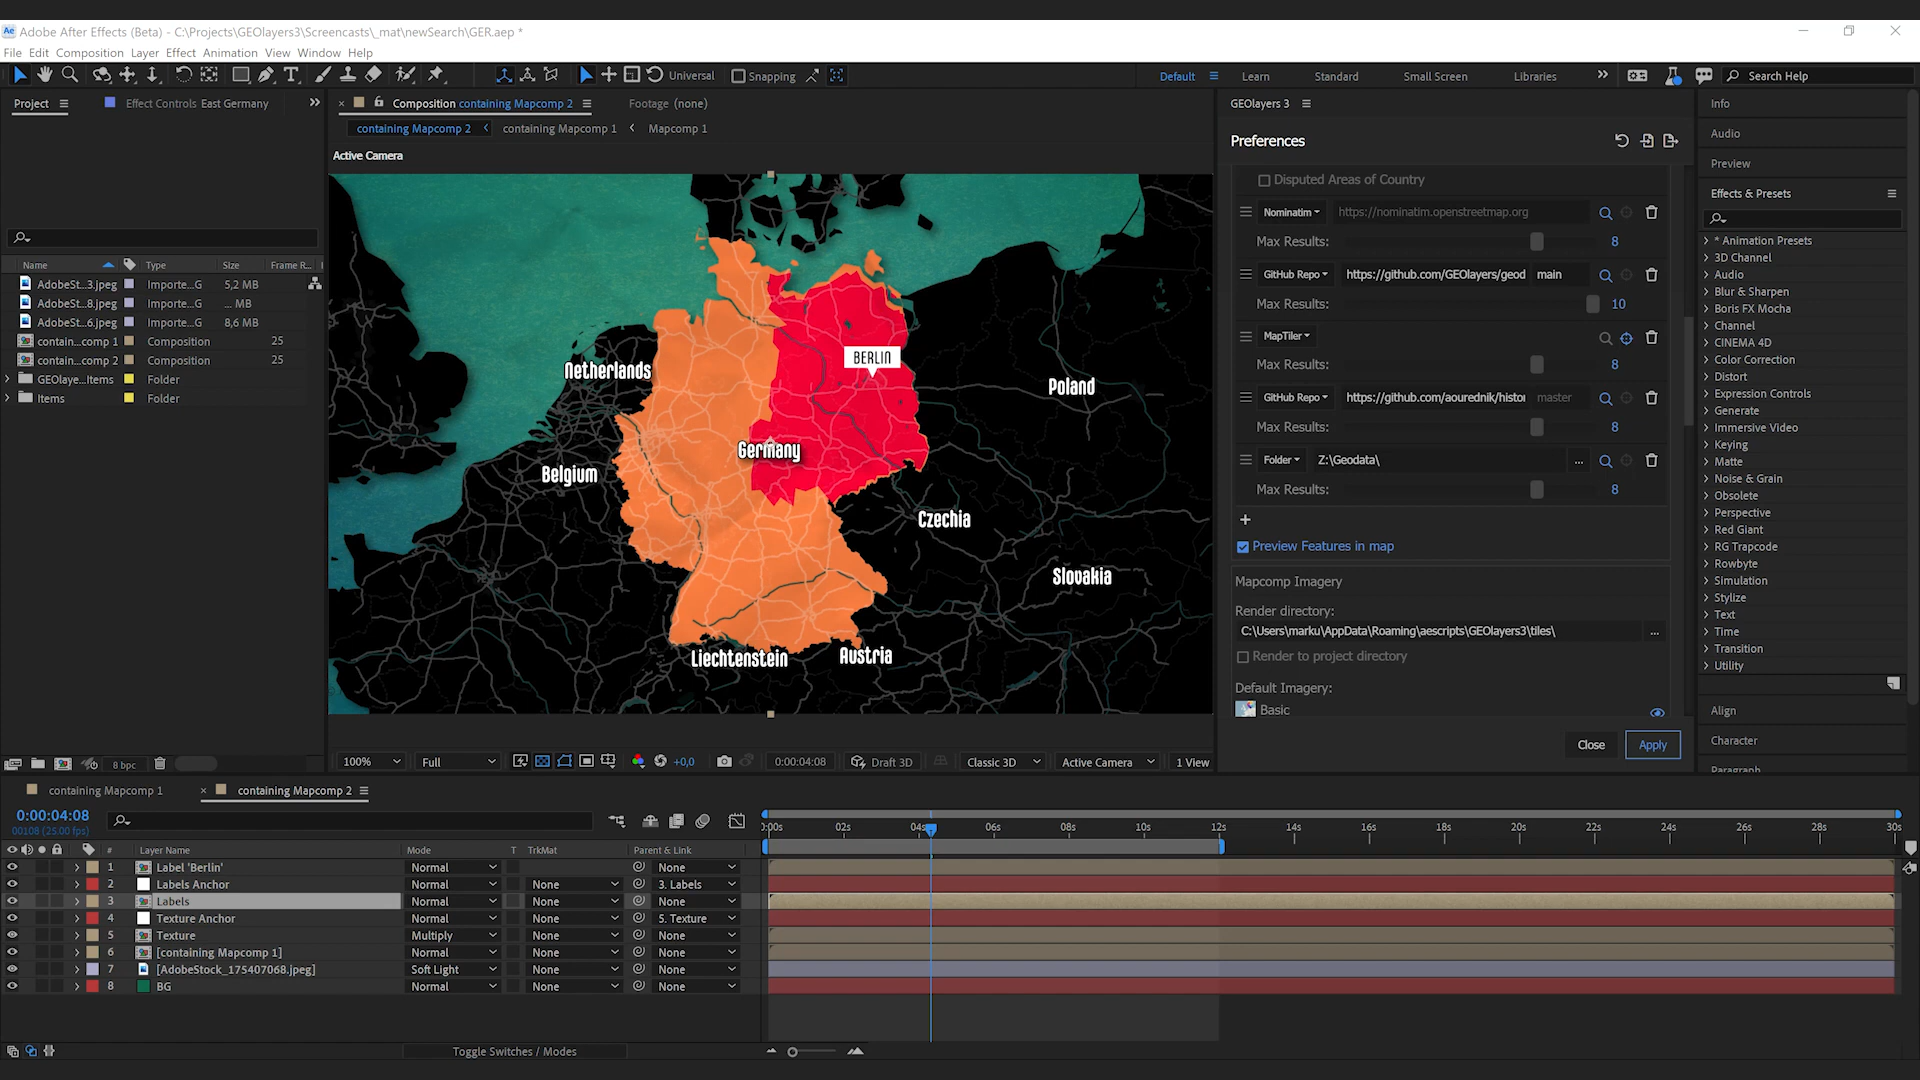 Adobe After Effects (Beta) - C:\Projects\GEOlayers3\Screencasts\_mat\newSearch\GER.aep *
File Edit Composition Layer Effect Animation View Window Help
Universal Snapping Default Learn Standard Small Screen Libraries Search Help
Project Effect Controls East Germany
Composition containing Mapcomp 2 Footage (none)
containing Mapcomp 2 containing Mapcomp 1 Mapcomp 1
Active Camera
Name Type Size Frame R...
AdobeSt...3.jpeg Importe...G 5,2 MB
AdobeSt...8.jpeg Importe...G ... MB
AdobeSt...6.jpeg Importe...G 8,6 MB
contain...comp 1 Composition 25
contain...comp 2 Composition 25
GEOlaye...Items Folder
Items Folder
8 bpc
BERLIN
Netherlands
Poland
Germany
Belgium
Czechia
Slovakia
Liechtenstein
Austria
100% Full +0,0 0:00:04:08 Draft 3D Classic 3D Active Camera 1 View
GEOlayers 3
Preferences
Disputed Areas of Country
Nominatim https://nominatim.openstreetmap.org
Max Results: 8
GitHub Repo https://github.com/GEOlayers/geod main
Max Results: 10
MapTiler
Max Results: 8
GitHub Repo https://github.com/aourednik/histor master
Max Results: 8
Folder Z:\Geodata\ ...
Max Results: 8
+
Preview Features in map
Mapcomp Imagery
Render directory:
C:\Users\marku\AppData\Roaming\aescripts\GEOlayers3\tiles\ ...
Render to project directory
Default Imagery:
Basic
Close Apply
Info
Audio
Preview
Effects & Presets
* Animation Presets
3D Channel
Audio
Blur & Sharpen
Boris FX Mocha
Channel
CINEMA 4D
Color Correction
Distort
Expression Controls
Generate
Immersive Video
Keying
Matte
Noise & Grain
Obsolete
Perspective
Red Giant
RG Trapcode
Rowbyte
Simulation
Stylize
Text
Time
Transition
Utility
Align
Character
Paragraph
containing Mapcomp 1 containing Mapcomp 2
0:00:04:08
00108 (25.00 fps)
:00s 02s 04s 06s 08s 10s 12s 14s 16s 18s 20s 22s 24s 26s 28s 30s
# Layer Name Mode T TrkMat Parent & Link
1 Label 'Berlin' Normal None
2 Labels Anchor Normal None 3. Labels
3 Labels Normal None None
4 Texture Anchor Normal None 5. Texture
5 Texture Multiply None None
6 [containing Mapcomp 1] Normal None None
7 [AdobeStock_175407068.jpeg] Soft Light None None
8 BG Normal None None
Toggle Switches / Modes